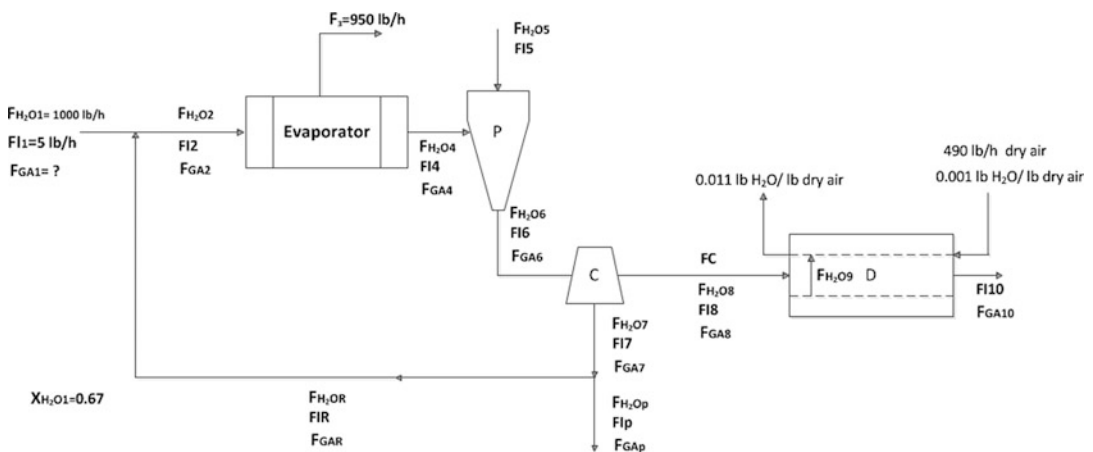 F₃=950 lb/h
FH₂O5
FI5
FH₂O1= 1000 lb/h
FI₁=5 lb/h
FGA1= ?
FH₂O2
FI2
FGA2
Evaporator
FH₂O4
FI4
FGA4
P
490 lb/h dry air
0.001 lb H₂O/ lb dry air
0.011 lb H₂O/ lb dry air
FH₂O6
FI6
FGA6
C
FC
FH₂O8
FI8
FGA8
FH₂O9
D
FI10
FGA10
FH₂O7
FI7
FGA7
XH₂O1=0.67
FH₂OR
FIR
FGAR
FH₂Op
FIp
FGAp